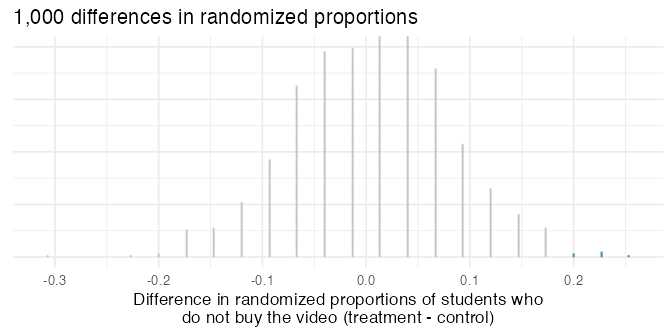 1,000 differences in randomized proportions
-0.3 -0.2 -0.1 0.0 0.1 0.2
Difference in randomized proportions of students who
do not buy the video (treatment - control)